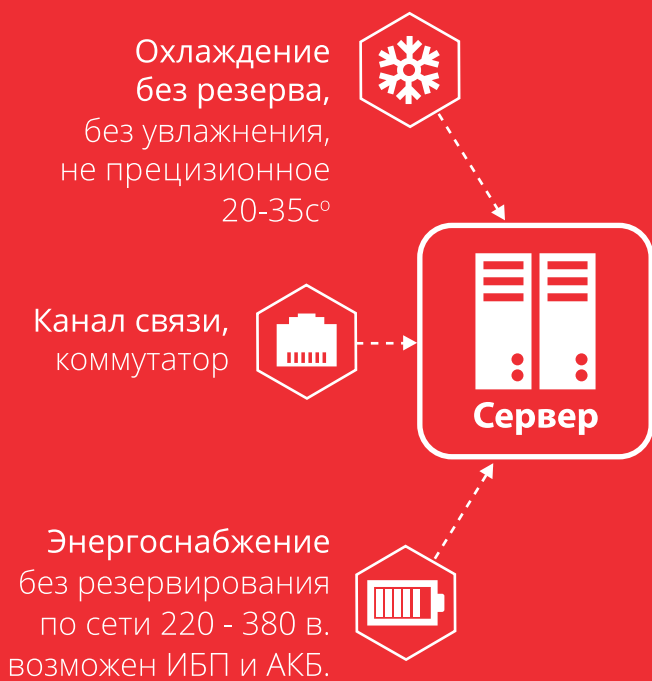 Охлаждение
без резерва,
без увлажнения,
не прецизионное
20-35с°
Канал связи,
коммутатор
Сервер
Энергоснабжение
без резервирования
по сети 220 - 380 в.
возможен ИБП и АКБ.